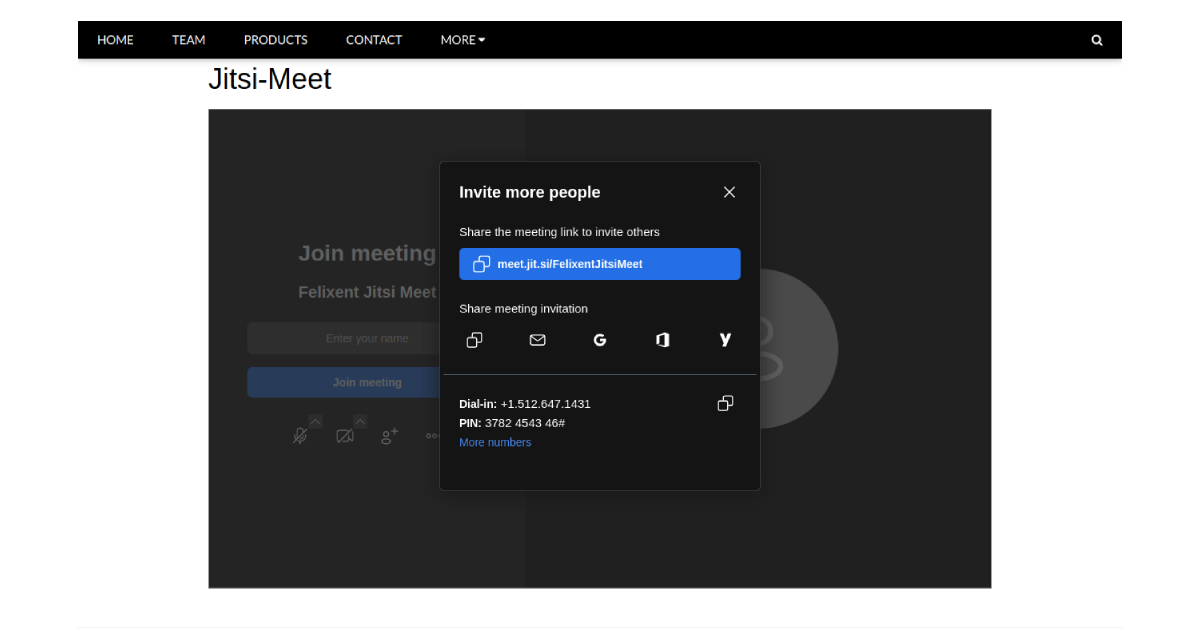 HOME TEAM PRODUCTS CONTACT MORE
Jitsi-Meet
Invite more people
Share the meeting link to invite others
meet.jit.si/FelixentJitsiMeet
Share meeting invitation
Dial-in: +1.512.647.1431
PIN: 3782 4543 46#
More numbers
Join meeting
Felixent Jitsi Meet
Enter your name
Join meeting